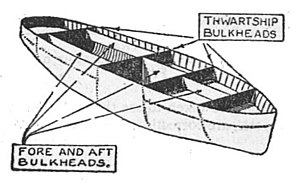 THWARTSHIP
BULKHEADS
FORE AND AFT
BULKHEADS.